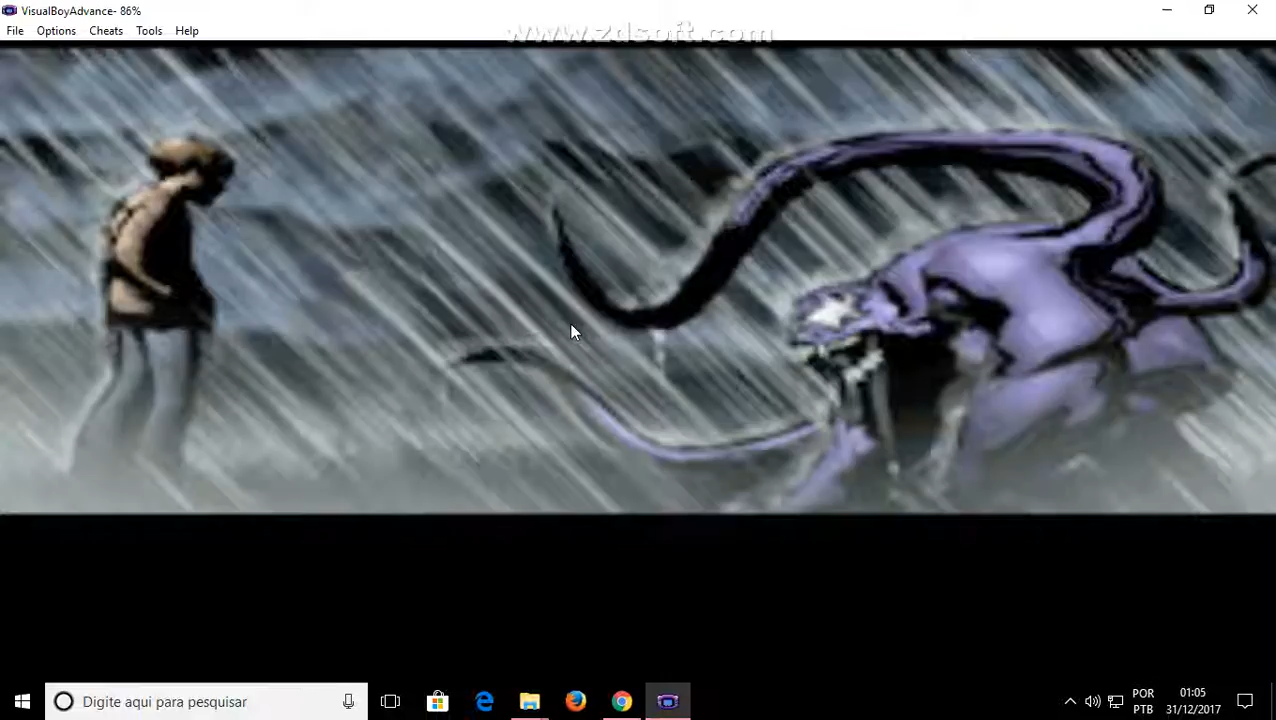 VisualBoyAdvance- 86%
File Options Cheats Tools Help
www.zdsoft.com
Digite aqui para pesquisar
POR 01:05
PTB 31/12/2017